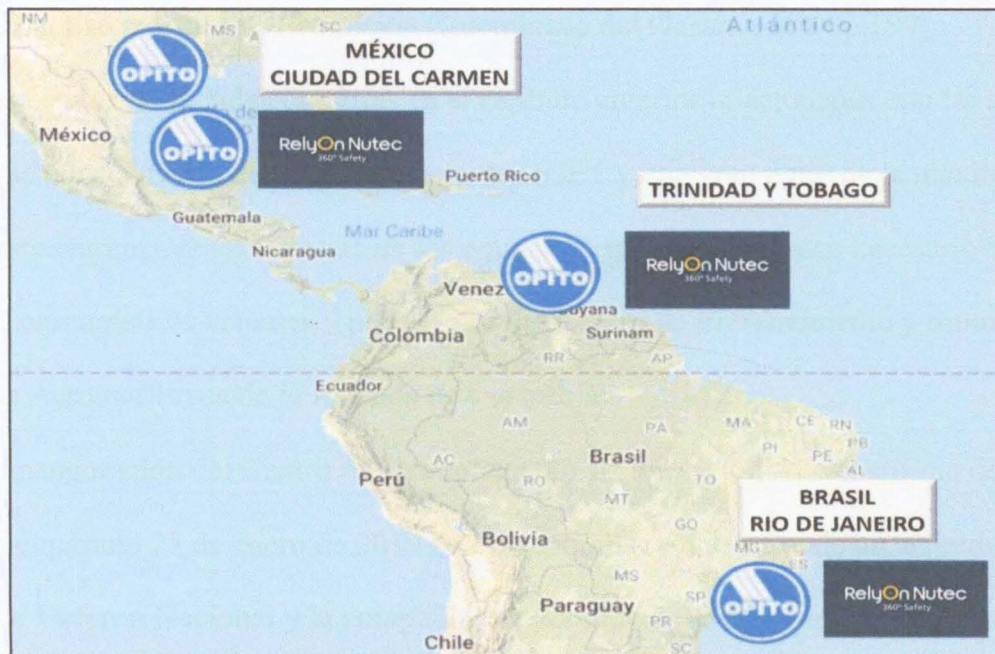 NM
MS
SC
Atlántico
OPITO
MÉXICO
CIUDAD DEL CARMEN
México
OPITO
RelyOn Nutec
360° Safety
Puerto Rico
Guatemala
Mar Caribe
Nicaragua
TRINIDAD Y TOBAGO
OPITO
RelyOn Nutec
360° Safety
Venez
Guyana
Surinam
Colombia
RR
AP
Ecuador
AM
PA
MA
CE
RN
PB
PI
PE
AL
AC
Brasil
TO
Perú
RO
MT
BRASIL
RIO DE JANEIRO
GO
Bolivia
MG
ES
MS
SP
OPITO
RelyOn Nutec
360° Safety
Paraguay
PR
Chile
SC